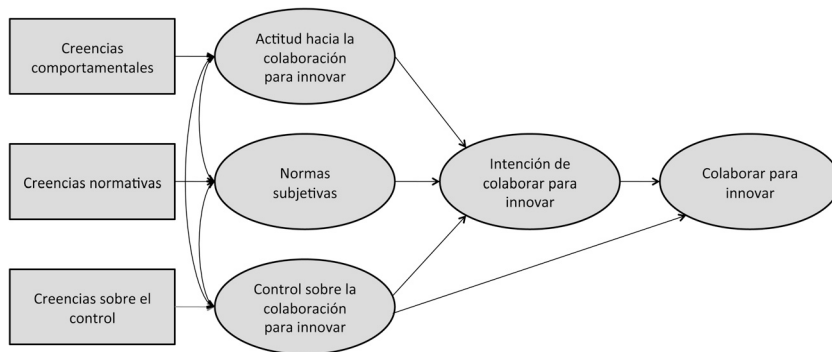 Creencias
comportamentales
Actitud hacia la
colaboración
para innovar
Creencias normativas
Normas
subjetivas
Intención de
colaborar para
innovar
Colaborar para
innovar
Creencias sobre el
control
Control sobre la
colaboración
para innovar